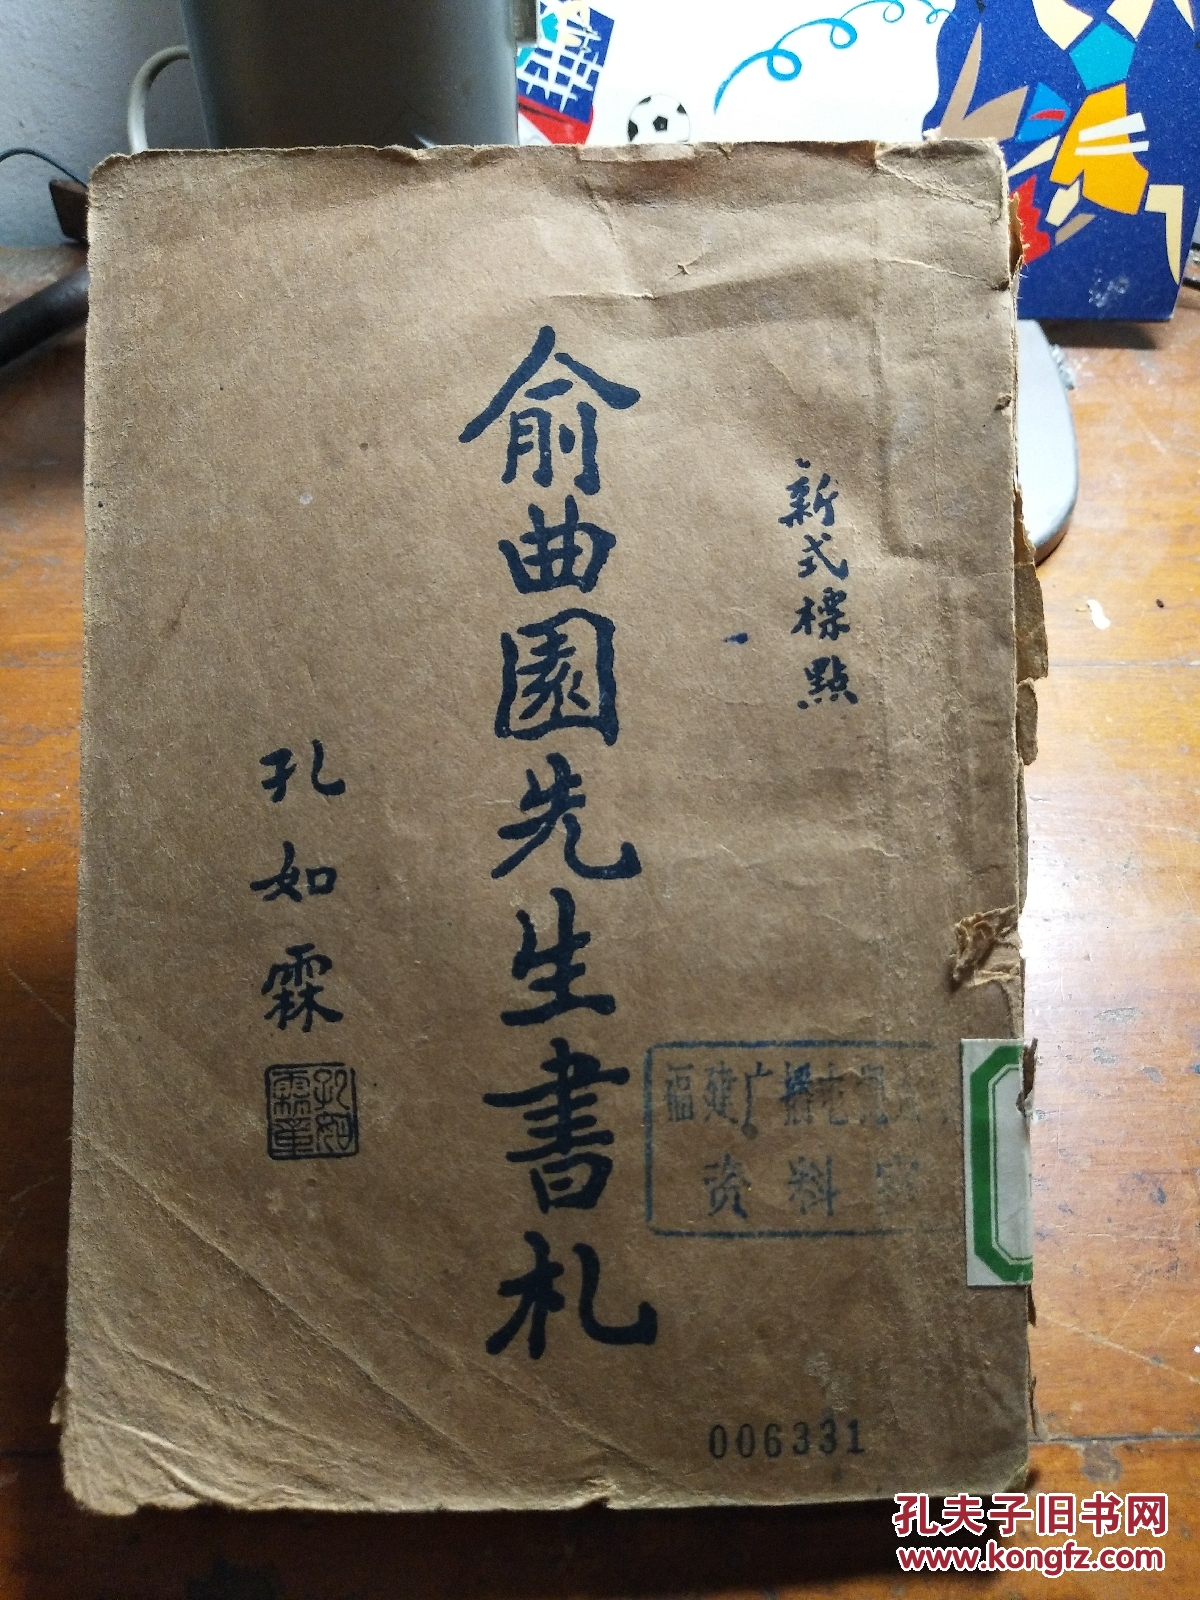 新式標點
俞曲園先生書札
孔如霖
福建广播电视大
资料室
006331
孔夫子旧书网
www.kongfz.com